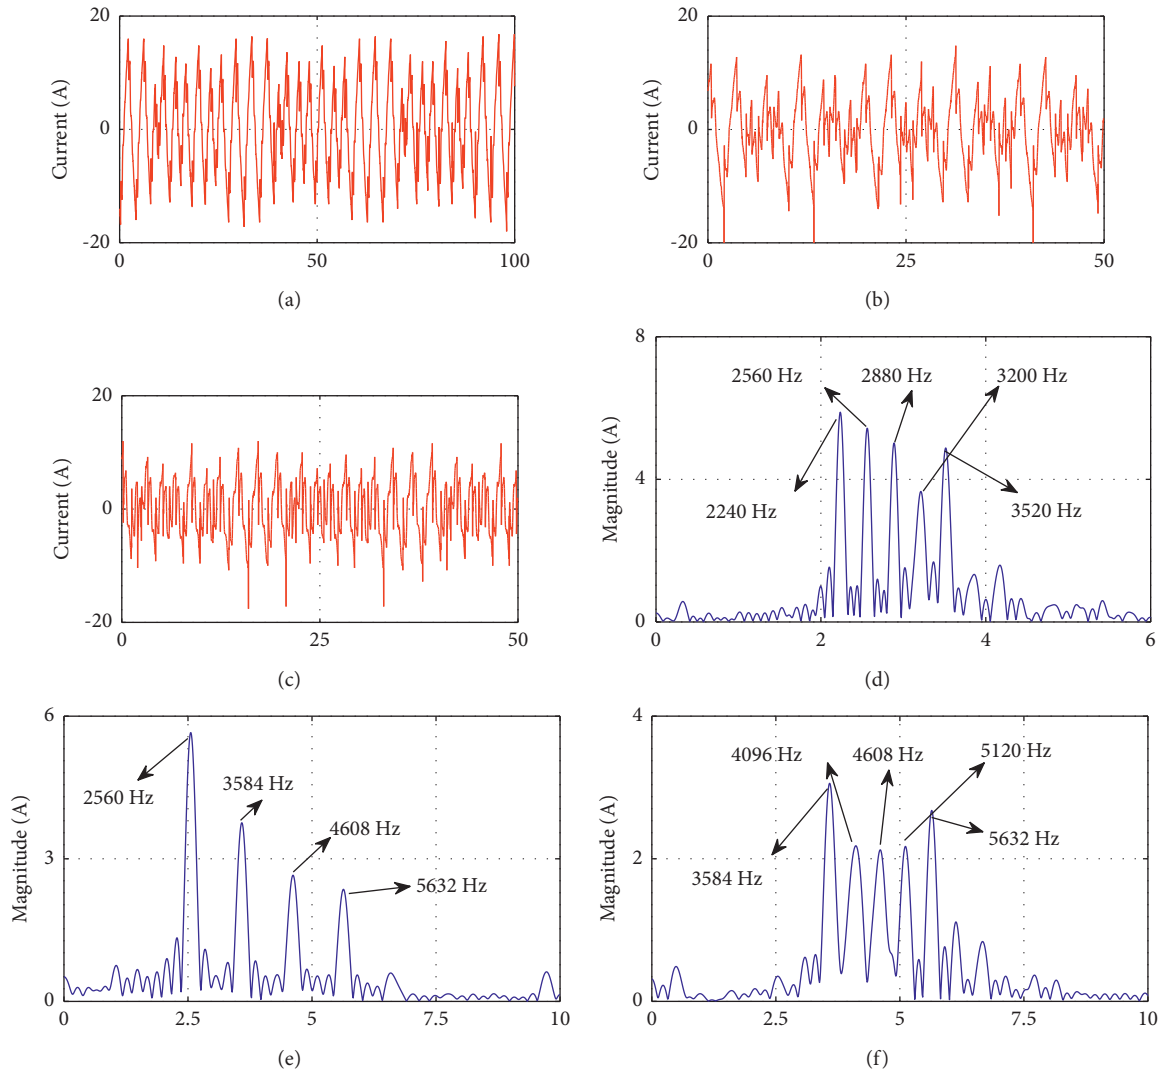 20
0
-20
Current (A)
0
50
100
(a)
20
0
-20
Current (A)
0
25
50
(b)
20
0
-20
Current (A)
0
25
50
(c)
8
4
0
Magnitude (A)
2560 Hz
2880 Hz
3200 Hz
2240 Hz
3520 Hz
0
2
4
6
(d)
6
3
0
Magnitude (A)
2560 Hz
3584 Hz
4608 Hz
5632 Hz
0
2.5
5
7.5
10
(e)
4
2
0
Magnitude (A)
4096 Hz
4608 Hz
5120 Hz
3584 Hz
5632 Hz
0
2.5
5
7.5
10
(f)